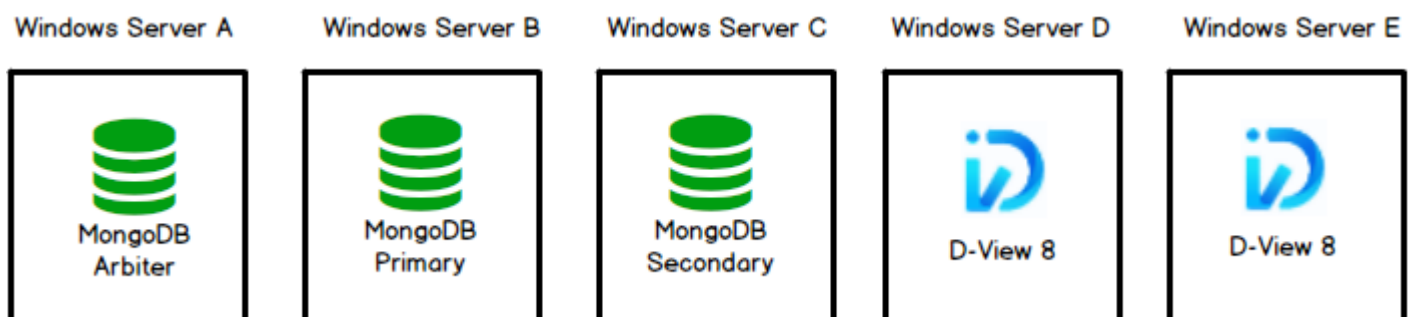 Windows Server A
Windows Server B
Windows Server C
Windows Server D
Windows Server E
MongoDB
Arbiter
MongoDB
Primary
MongoDB
Secondary
D-View 8
D-View 8